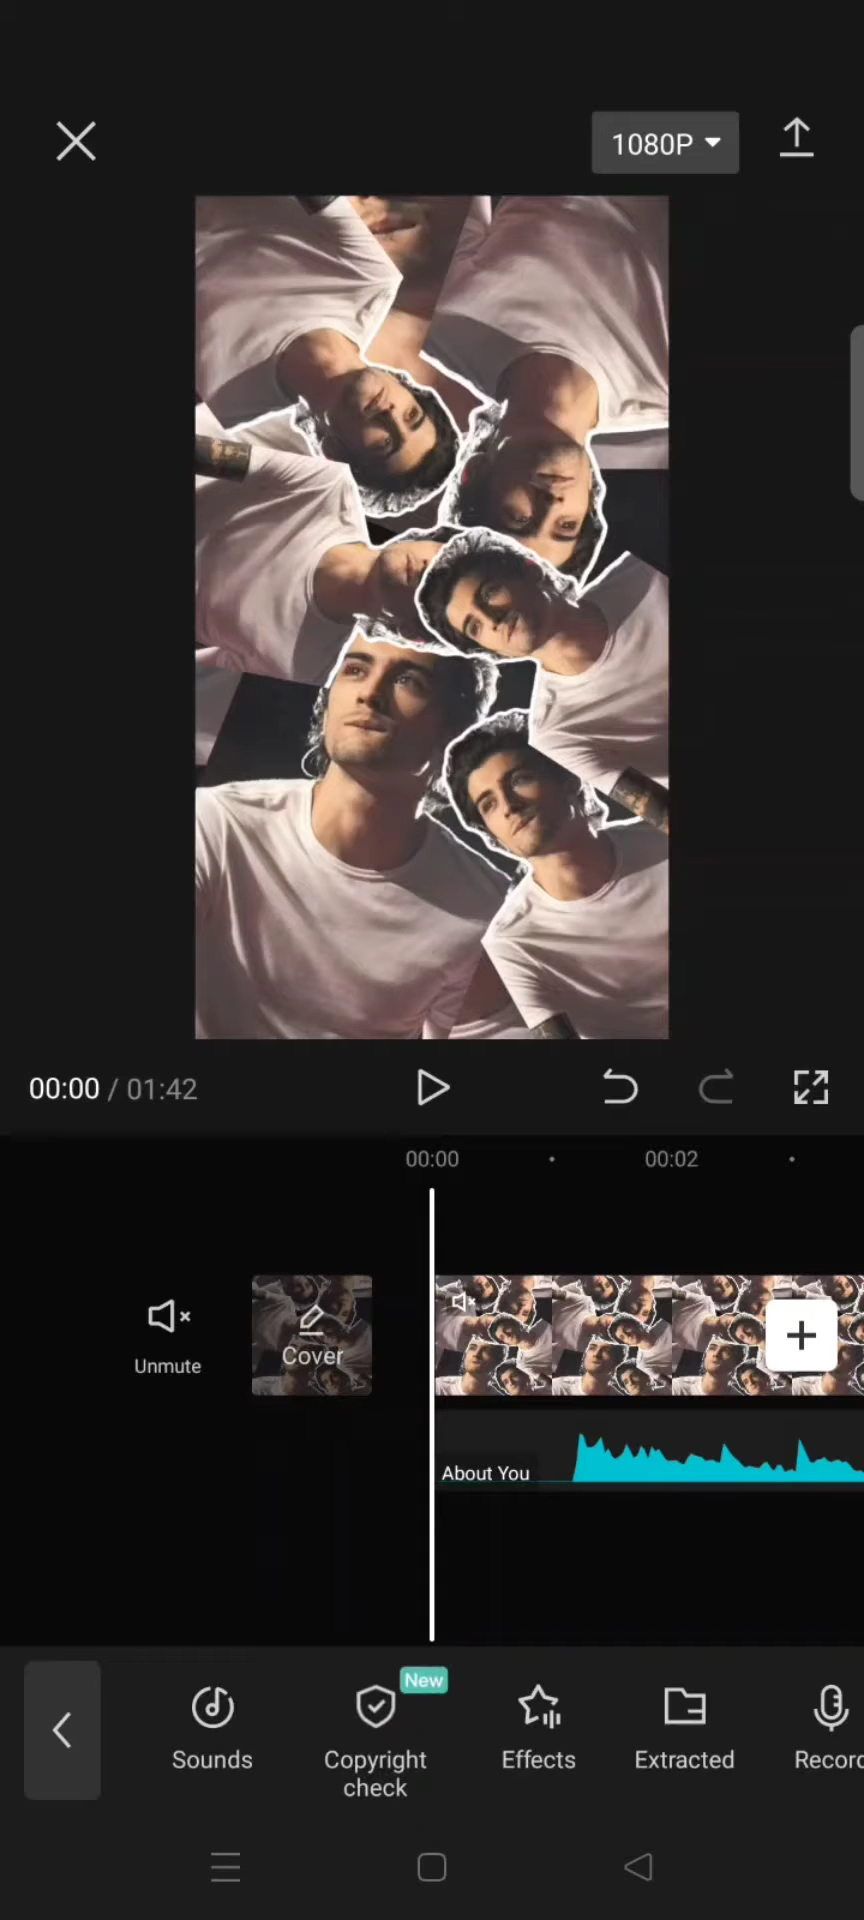 1080P
00:00 / 01:42
00:00
00:02
Unmute
Cover
About You
New
Sounds
Copyright
check
Effects
Extracted
Record